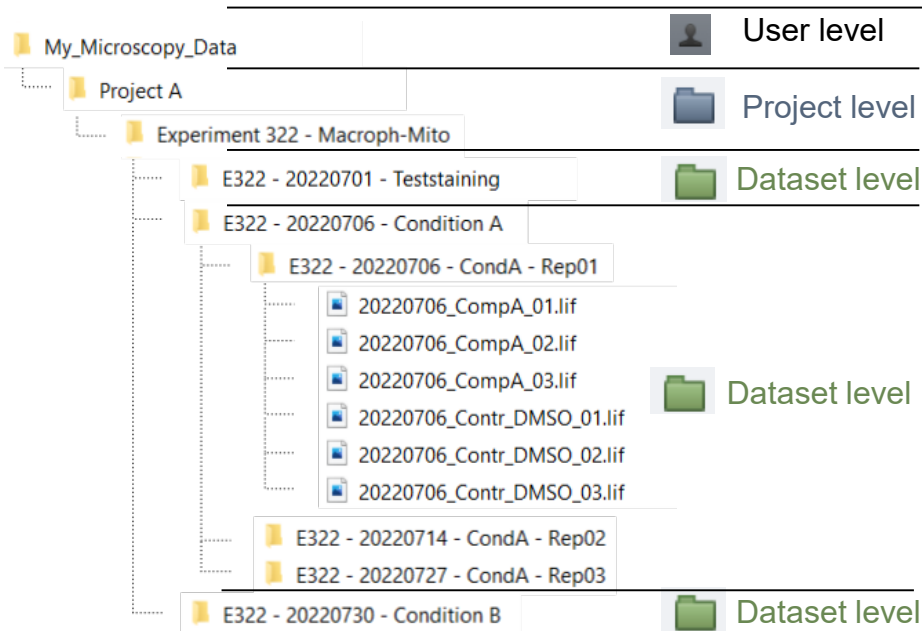 My_Microscopy_Data
User level
Project A
Project level
Experiment 322 - Macroph-Mito
E322 - 20220701 - Teststaining
Dataset level
E322 - 20220706 - Condition A
E322 - 20220706 - CondA - Rep01
20220706_CompA_01.lif
20220706_CompA_02.lif
20220706_CompA_03.lif
Dataset level
20220706_Contr_DMSO_01.lif
20220706_Contr_DMSO_02.lif
20220706_Contr_DMSO_03.lif
E322 - 20220714 - CondA - Rep02
E322 - 20220727 - CondA - Rep03
E322 - 20220730 - Condition B
Dataset level